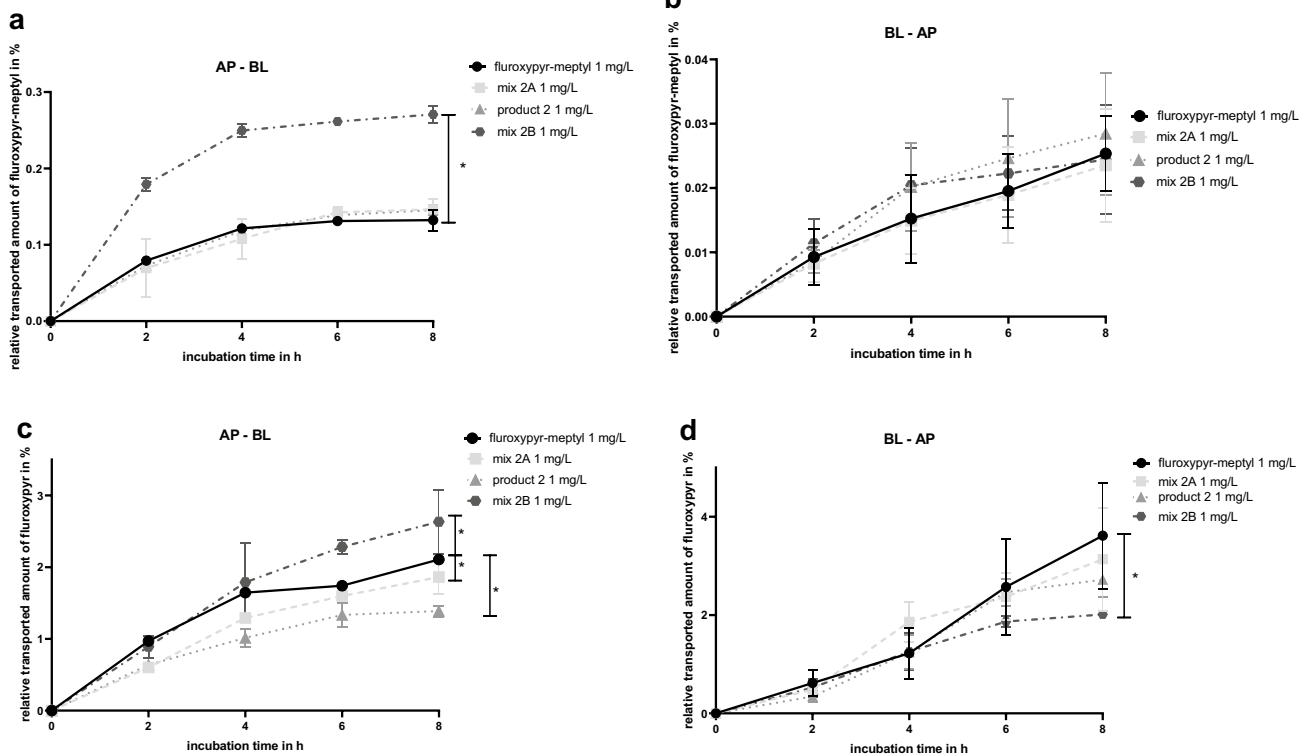 a
AP - BL
relative transported amount of fluroxypyr-meptyl in %
0.3
0.2
0.1
0.0
0
2
4
6
8
incubation time in h
fluroxypyr-meptyl 1 mg/L
mix 2A 1 mg/L
product 2 1 mg/L
mix 2B 1 mg/L
*
b
BL - AP
relative transported amount of fluroxypyr-meptyl in %
0.04
0.03
0.02
0.01
0.00
0
2
4
6
8
incubation time in h
fluroxypyr-meptyl 1 mg/L
mix 2A 1 mg/L
product 2 1 mg/L
mix 2B 1 mg/L
c
AP - BL
relative transported amount of fluroxypyr in %
3
2
1
0
0
2
4
6
8
incubation time in h
fluroxypyr-meptyl 1 mg/L
mix 2A 1 mg/L
product 2 1 mg/L
mix 2B 1 mg/L
*
*
*
d
BL - AP
relative transported amount of fluroxypyr in %
4
2
0
0
2
4
6
8
incubation time in h
fluroxypyr-meptyl 1 mg/L
mix 2A 1 mg/L
product 2 1 mg/L
mix 2B 1 mg/L
*